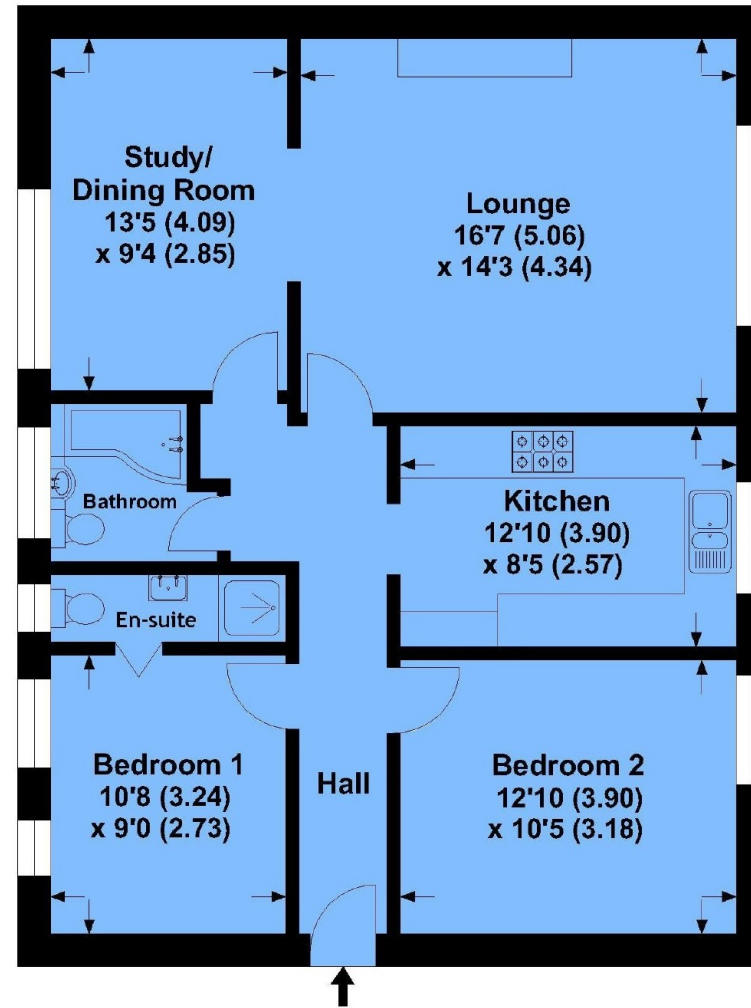 Study/
Dining Room
13'5 (4.09)
x 9'4 (2.85)
Lounge
16'7 (5.06)
x 14'3 (4.34)
Bathroom
Kitchen
12'10 (3.90)
x 8'5 (2.57)
En-suite
Bedroom 1
10'8 (3.24)
x 9'0 (2.73)
Hall
Bedroom 2
12'10 (3.90)
x 10'5 (3.18)